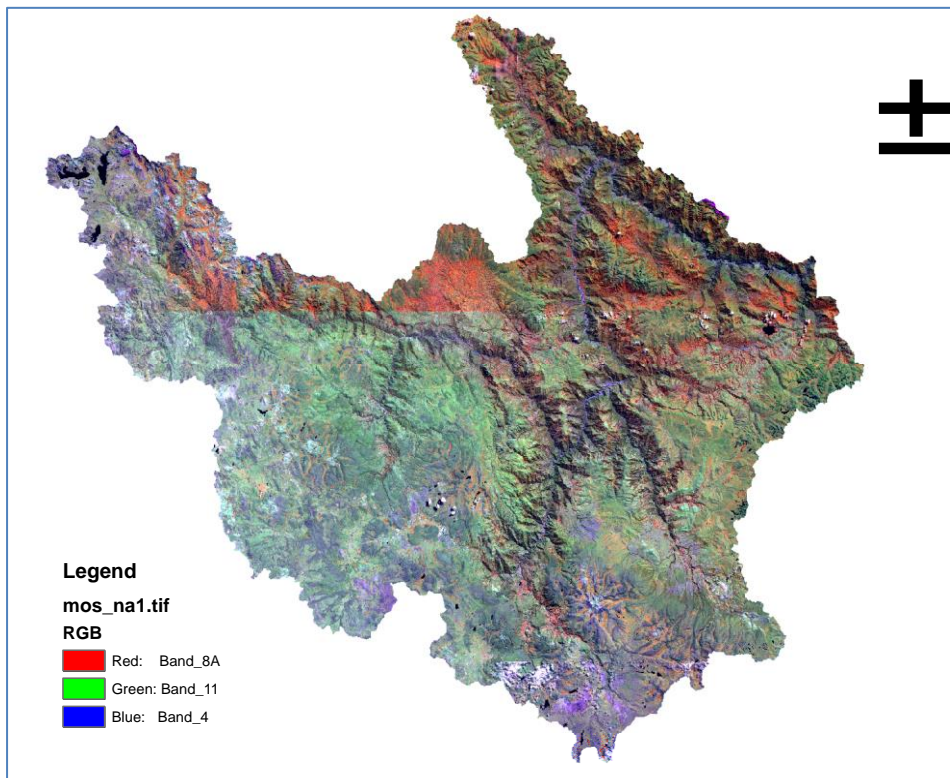 Legend
mos_na1.tif
RGB
Red: Band_8A
Green: Band_11
Blue: Band_4